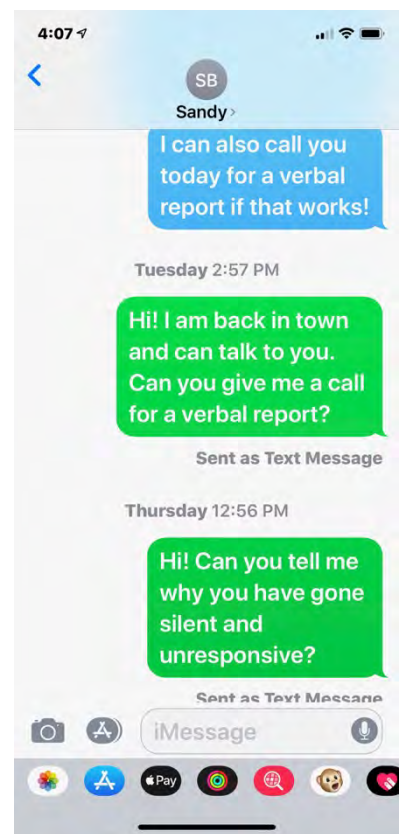 4:07
SB
Sandy
I can also call you
today for a verbal
report if that works!
Tuesday 2:57 PM
Hi! I am back in town
and can talk to you.
Can you give me a call
for a verbal report?
Sent as Text Message
Thursday 12:56 PM
Hi! Can you tell me
why you have gone
silent and
unresponsive?
Sent as Text Message
iMessage
Pay